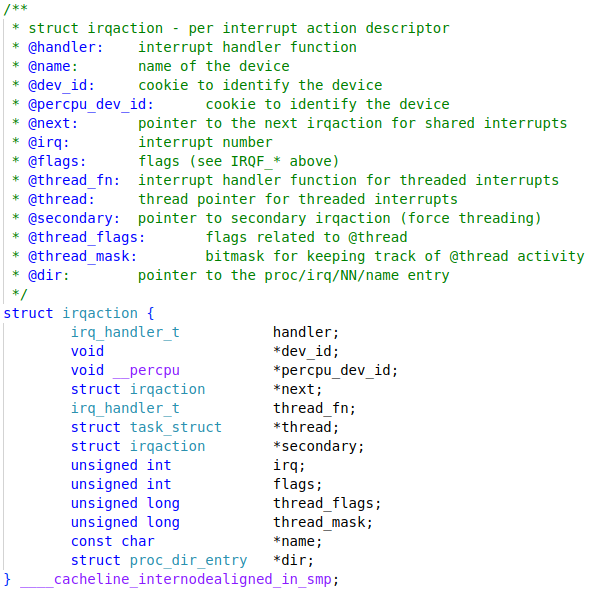 /**
 * struct irqaction - per interrupt action descriptor
 * @handler:	interrupt handler function
 * @name:	name of the device
 * @dev_id:	cookie to identify the device
 * @percpu_dev_id:	cookie to identify the device
 * @next:	pointer to the next irqaction for shared interrupts
 * @irq:	interrupt number
 * @flags:	flags (see IRQF_* above)
 * @thread_fn:	interrupt handler function for threaded interrupts
 * @thread:	thread pointer for threaded interrupts
 * @secondary:	pointer to secondary irqaction (force threading)
 * @thread_flags:	flags related to @thread
 * @thread_mask:	bitmask for keeping track of @thread activity
 * @dir:	pointer to the proc/irq/NN/name entry
 */
struct irqaction {
	irq_handler_t		handler;
	void			*dev_id;
	void __percpu		*percpu_dev_id;
	struct irqaction	*next;
	irq_handler_t		thread_fn;
	struct task_struct	*thread;
	struct irqaction	*secondary;
	unsigned int		irq;
	unsigned int		flags;
	unsigned long		thread_flags;
	unsigned long		thread_mask;
	const char		*name;
	struct proc_dir_entry	*dir;
} ____cacheline_internodealigned_in_smp;